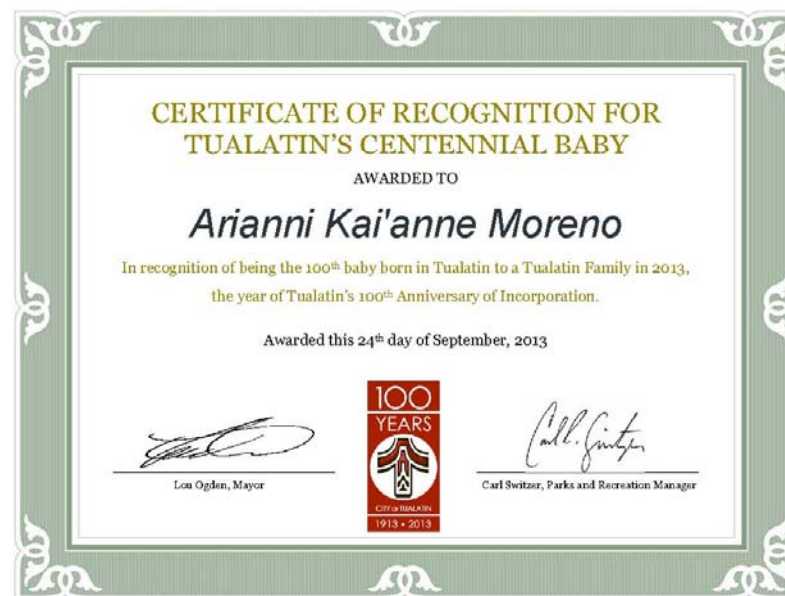 CERTIFICATE OF RECOGNITION FOR
TUALATIN'S CENTENNIAL BABY
AWARDED TO
Arianni Kai'anne Moreno
In recognition of being the 100th baby born in Tualatin to a Tualatin Family in 2013,
the year of Tualatin's 100th Anniversary of Incorporation.
Awarded this 24th day of September, 2013
100
YEARS
CITY OF TUALATIN
1913 • 2013
Lou Ogden, Mayor
Carl Switzer, Parks and Recreation Manager